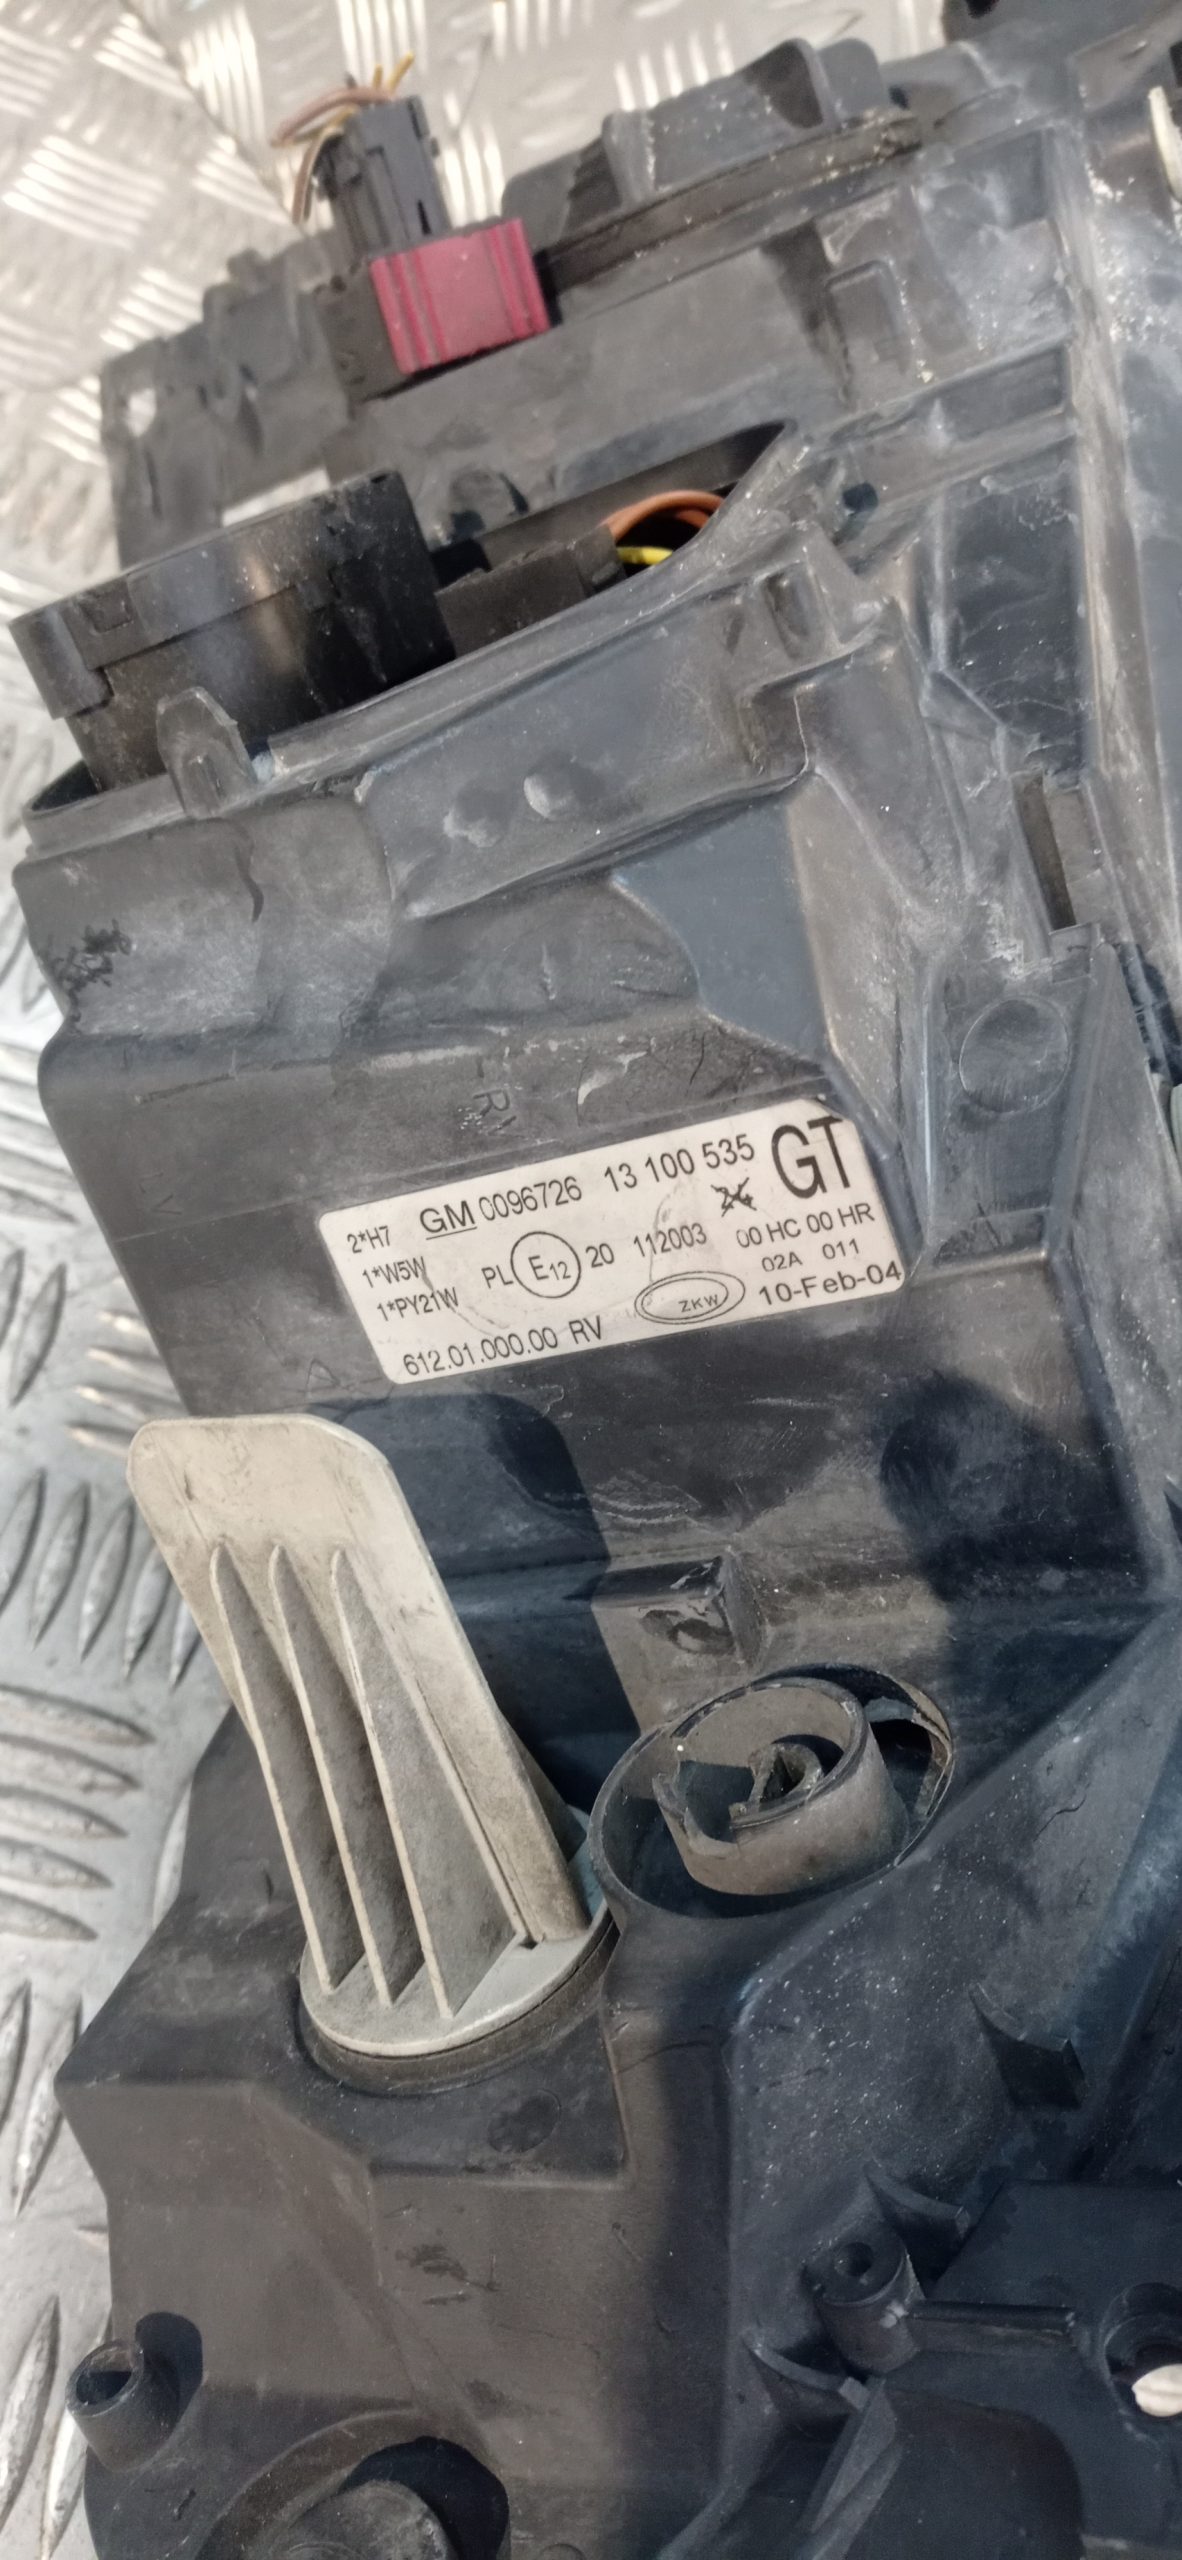 2*H7 GM 0096726 13 100 535 GT
1*W5W PL E12 20 112003 00 HC 00 HR
1*PY21W 02A 011
ZKW 10-Feb-04
612.01.000.00 RV